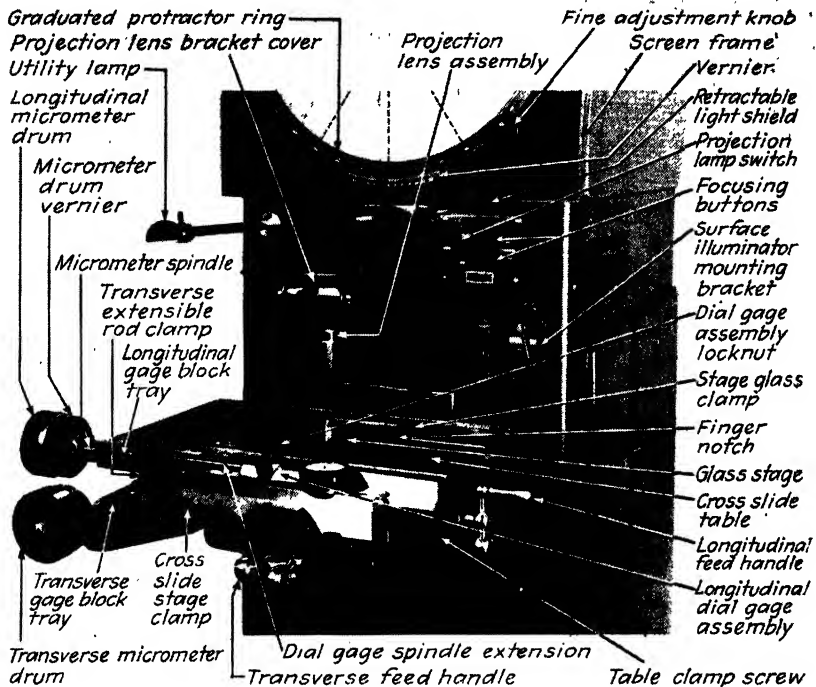 Graduated protractor ring
Projection lens bracket cover
Utility lamp
Longitudinal
micrometer
drum
Micrometer
drum
vernier
Micrometer spindle
Transverse
extensible
rod clamp
Longitudinal
gage block
tray
Projection
lens assembly
Fine adjustment knob
Screen frame
Vernier
Retractable
light shield
Projection
lamp switch
Focusing
buttons
Surface
illuminator
mounting
bracket
Dial gage
assembly
locknut
Stage glass
clamp
Finger
notch
Glass stage
Cross slide
table
Longitudinal
feed handle
Longitudinal
dial gage
assembly
Transverse
gage block
tray
Cross
slide
stage
clamp
Transverse micrometer
drum
Dial gage spindle extension
Transverse feed handle
Table clamp screw